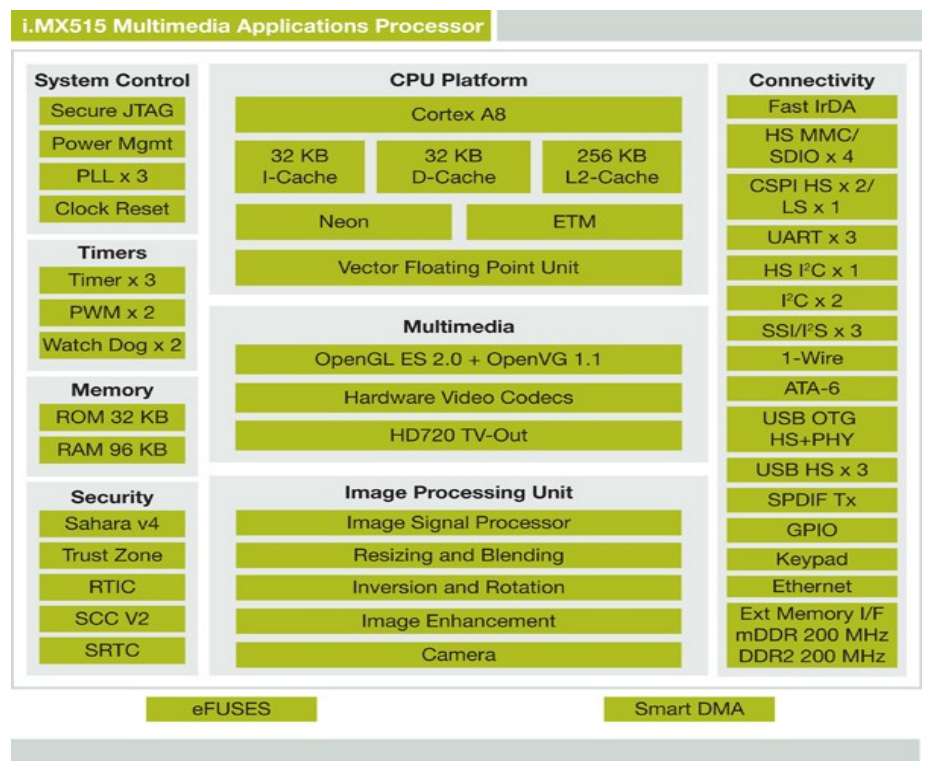 i.MX515 Multimedia Applications Processor
System Control
Secure JTAG
Power Mgmt
PLL x 3
Clock Reset
Timers
Timer x 3
PWM x 2
Watch Dog x 2
Memory
ROM 32 KB
RAM 96 KB
Security
Sahara v4
Trust Zone
RTIC
SCC V2
SRTC
CPU Platform
Cortex A8
32 KB
I-Cache
32 KB
D-Cache
256 KB
L2-Cache
Neon
ETM
Vector Floating Point Unit
Multimedia
OpenGL ES 2.0 + OpenVG 1.1
Hardware Video Codecs
HD720 TV-Out
Image Processing Unit
Image Signal Processor
Resizing and Blending
Inversion and Rotation
Image Enhancement
Camera
Connectivity
Fast IrDA
HS MMC/
SDIO x 4
CSPI HS x 2/
LS x 1
UART x 3
HS I²C x 1
I²C x 2
SSI/I²S x 3
1-Wire
ATA-6
USB OTG
HS+PHY
USB HS x 3
SPDIF Tx
GPIO
Keypad
Ethernet
Ext Memory I/F
mDDR 200 MHz
DDR2 200 MHz
eFUSES
Smart DMA